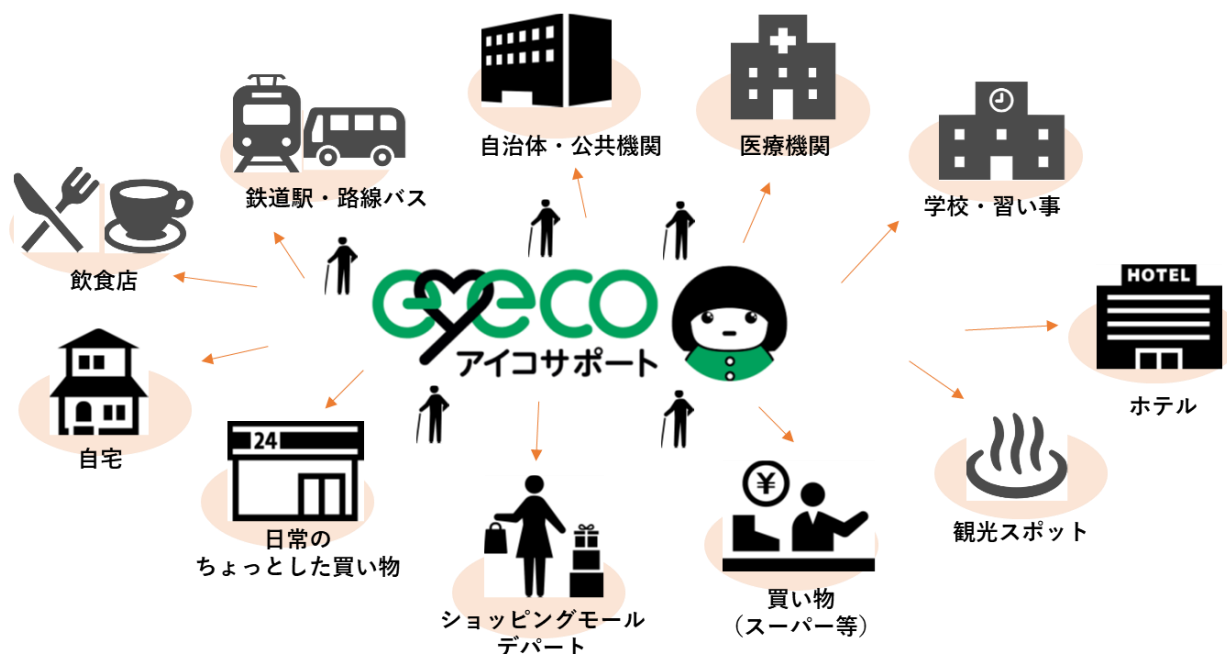 自治体・公共機関
医療機関
鉄道駅・路線バス
学校・習い事
飲食店
HOTEL
ホテル
eyeco
アイコサポート
自宅
24
日常の
ちょっとした買い物
¥
観光スポット
ショッピングモール
デパート
買い物
（スーパー等）